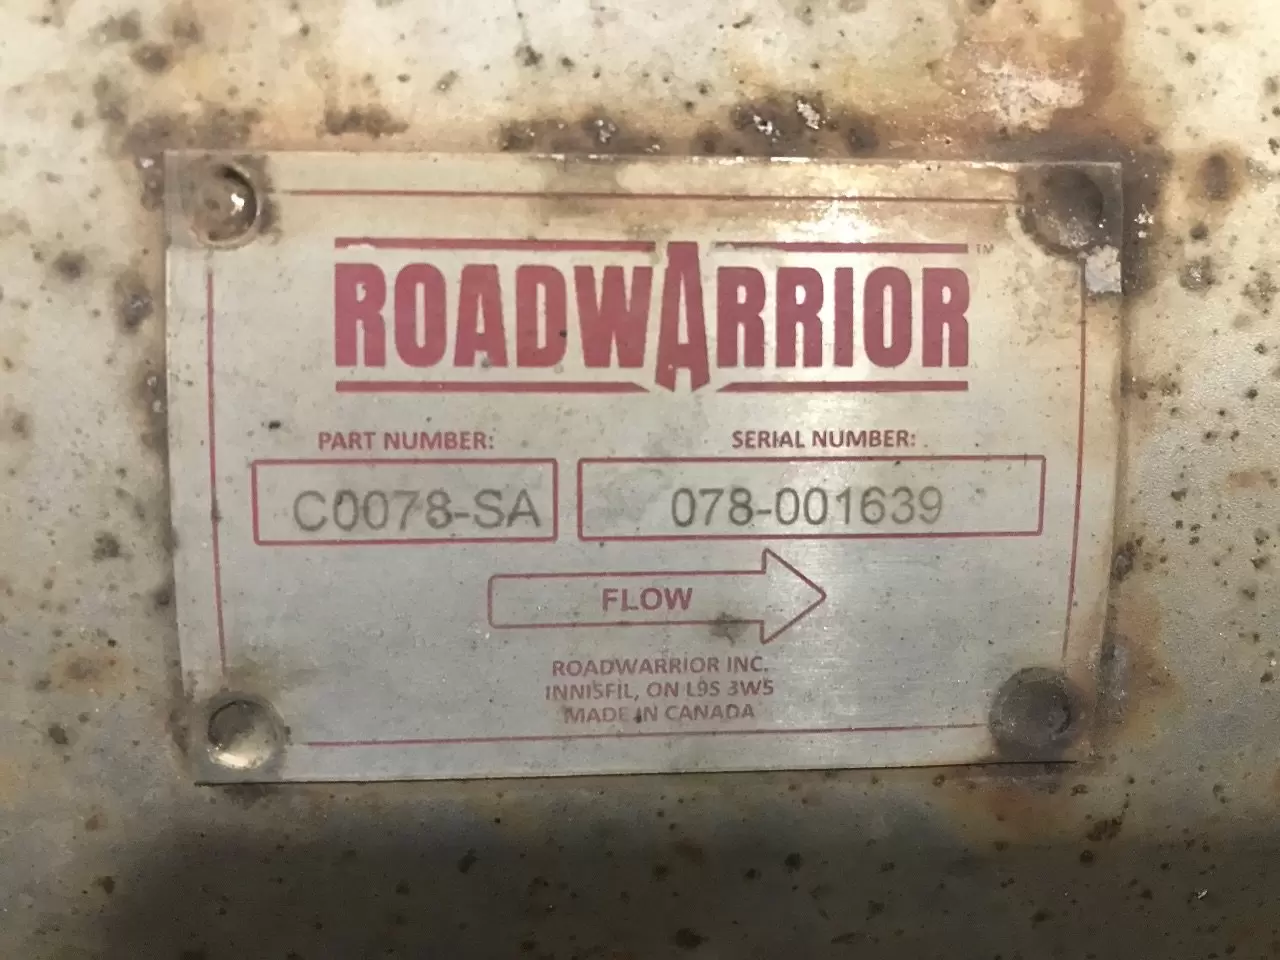 ROADWARRIOR™
PART NUMBER:
C0078-SA
SERIAL NUMBER:
078-001639
FLOW
ROADWARRIOR INC.
INNISFIL, ON L9S 3W5
MADE IN CANADA